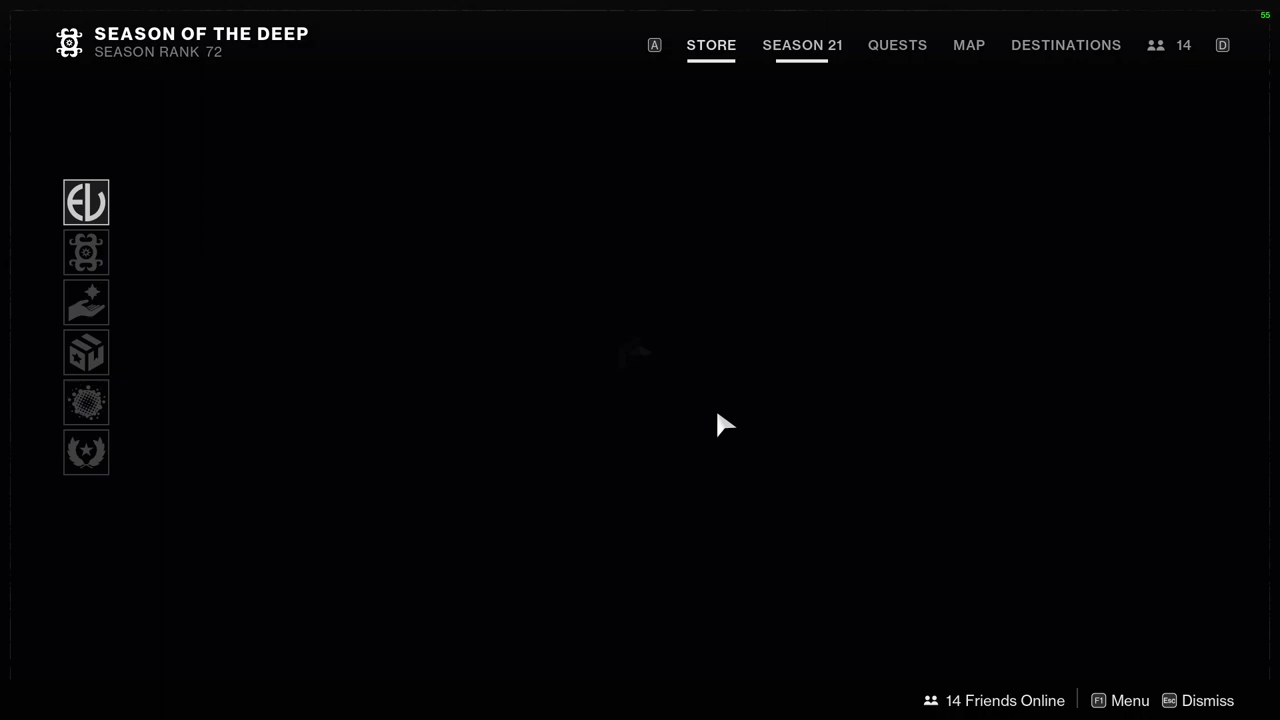 55
SEASON OF THE DEEP
SEASON RANK 72
A STORE SEASON 21 QUESTS MAP DESTINATIONS 14 D
14 Friends Online F1 Menu Esc Dismiss